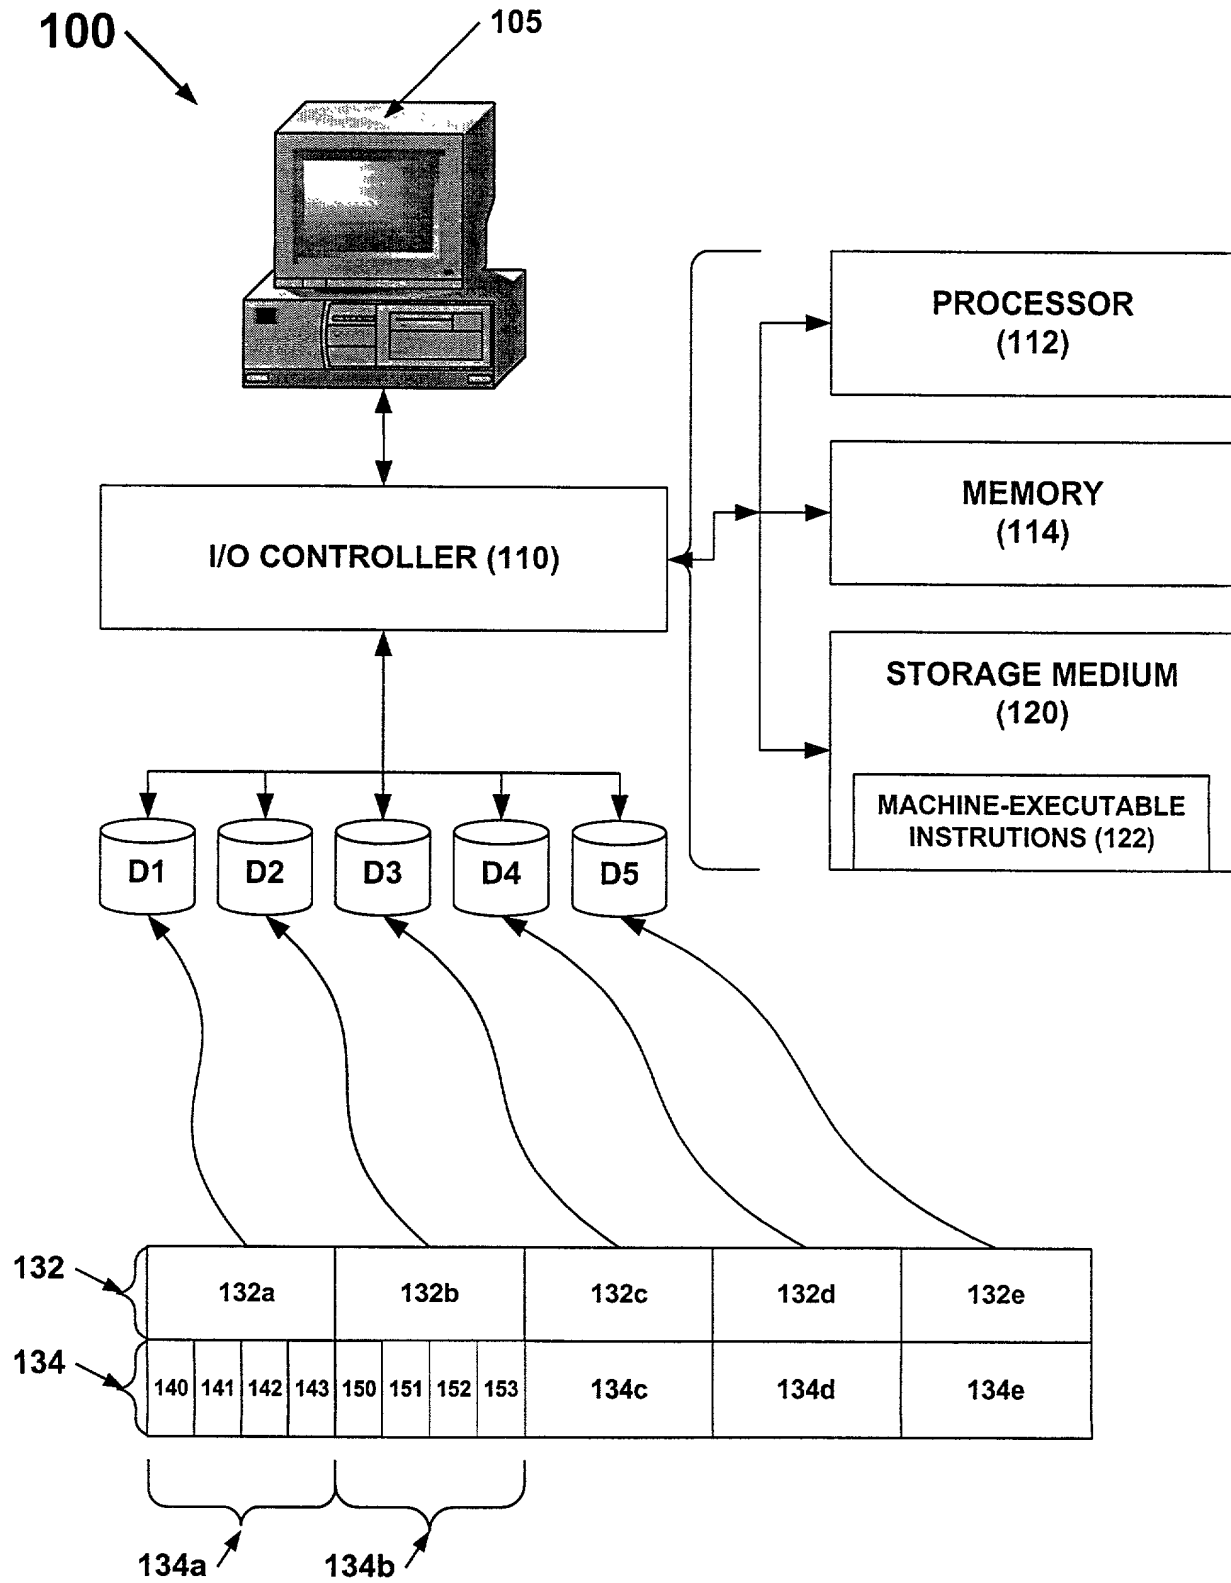 100
105
PROCESSOR
(112)
MEMORY
(114)
I/O CONTROLLER (110)
STORAGE MEDIUM
(120)
MACHINE-EXECUTABLE
INSTRUTIONS (122)
D1
D2
D3
D4
D5
132
132a
132b
132c
132d
132e
134
140
141
142
143
150
151
152
153
134c
134d
134e
134a
134b